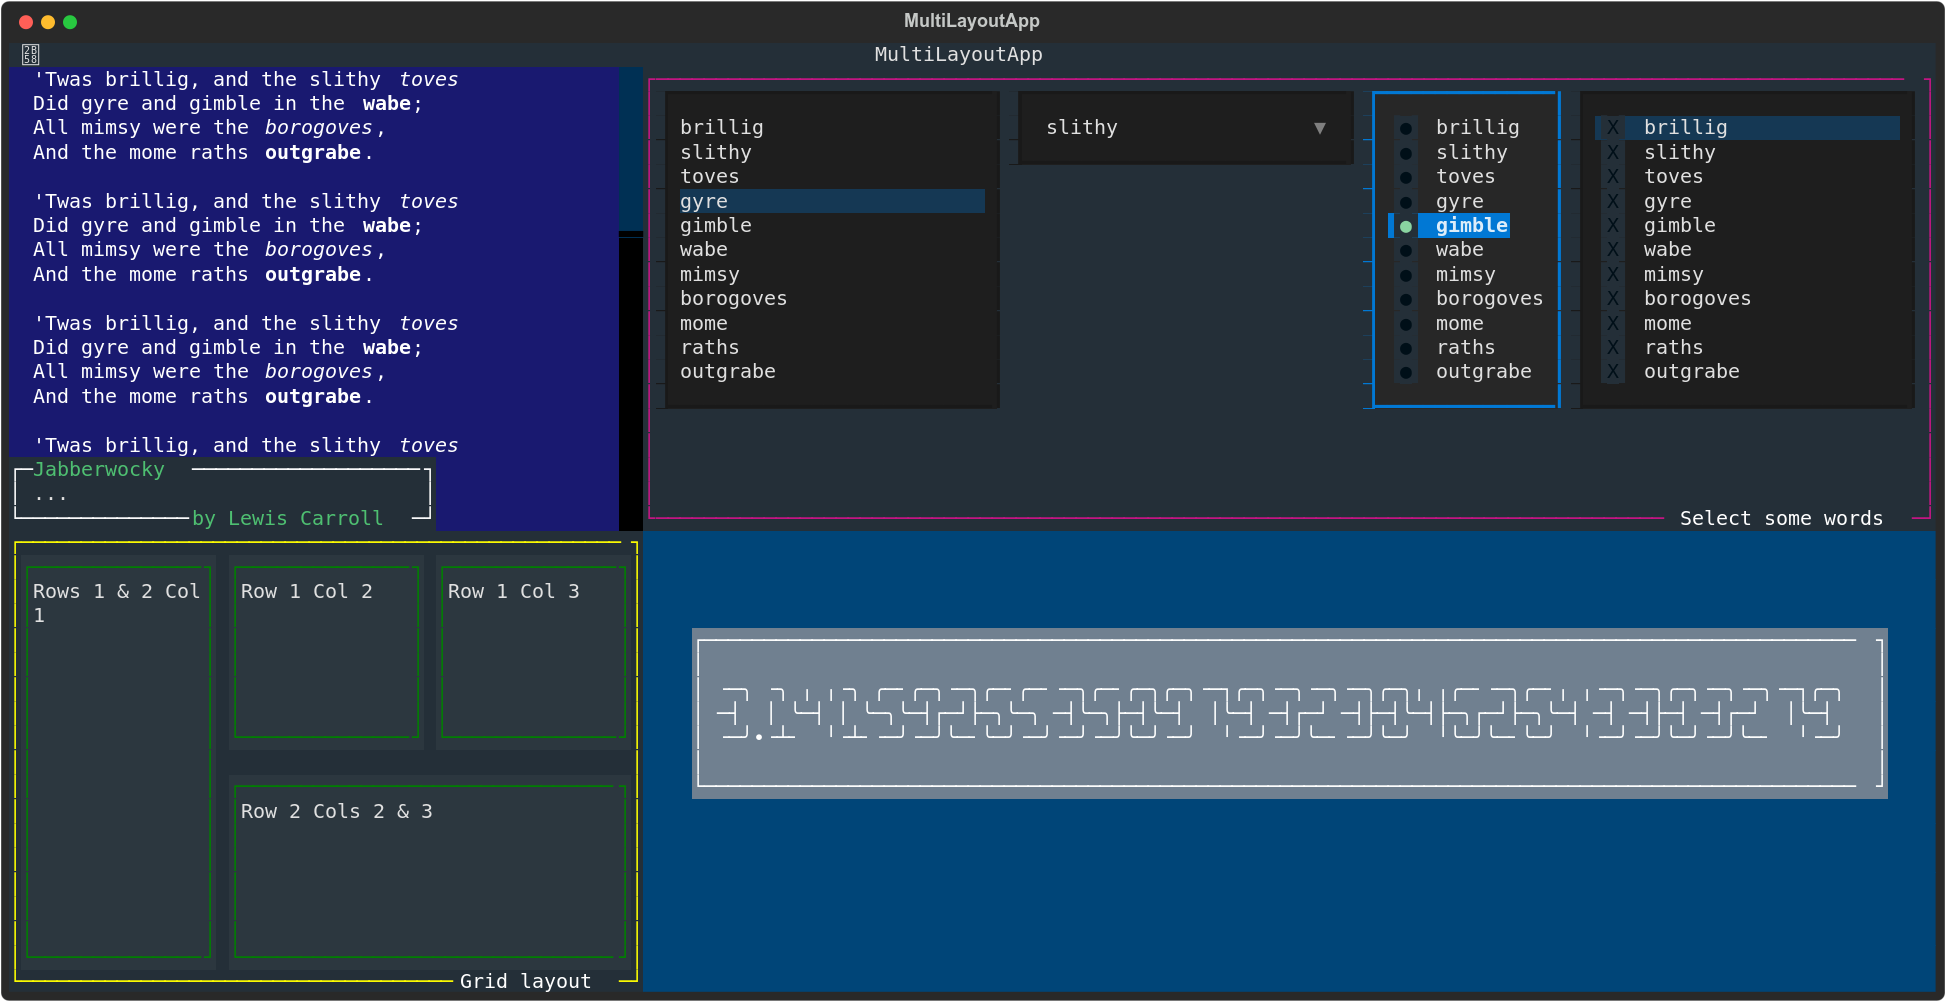 MultiLayoutApp
MultiLayoutApp
'Twas brillig, and the slithy toves
Did gyre and gimble in the wabe;
All mimsy were the borogoves,
And the mome raths outgrabe.
'Twas brillig, and the slithy toves
Did gyre and gimble in the wabe;
All mimsy were the borogoves,
And the mome raths outgrabe.
'Twas brillig, and the slithy toves
Did gyre and gimble in the wabe;
All mimsy were the borogoves,
And the mome raths outgrabe.
'Twas brillig, and the slithy toves
Jabberwocky
...
by Lewis Carroll
brillig
slithy
toves
gyre
gimble
wabe
mimsy
borogoves
mome
raths
outgrabe
slithy ▼
● brillig
● slithy
● toves
● gyre
● gimble
● wabe
● mimsy
● borogoves
● mome
● raths
● outgrabe
X brillig
X slithy
X toves
X gyre
X gimble
X wabe
X mimsy
X borogoves
X mome
X raths
X outgrabe
Select some words
Rows 1 & 2 Col
1
Row 1 Col 2
Row 1 Col 3
Row 2 Cols 2 & 3
Grid layout
3.141592653589793238462643383279